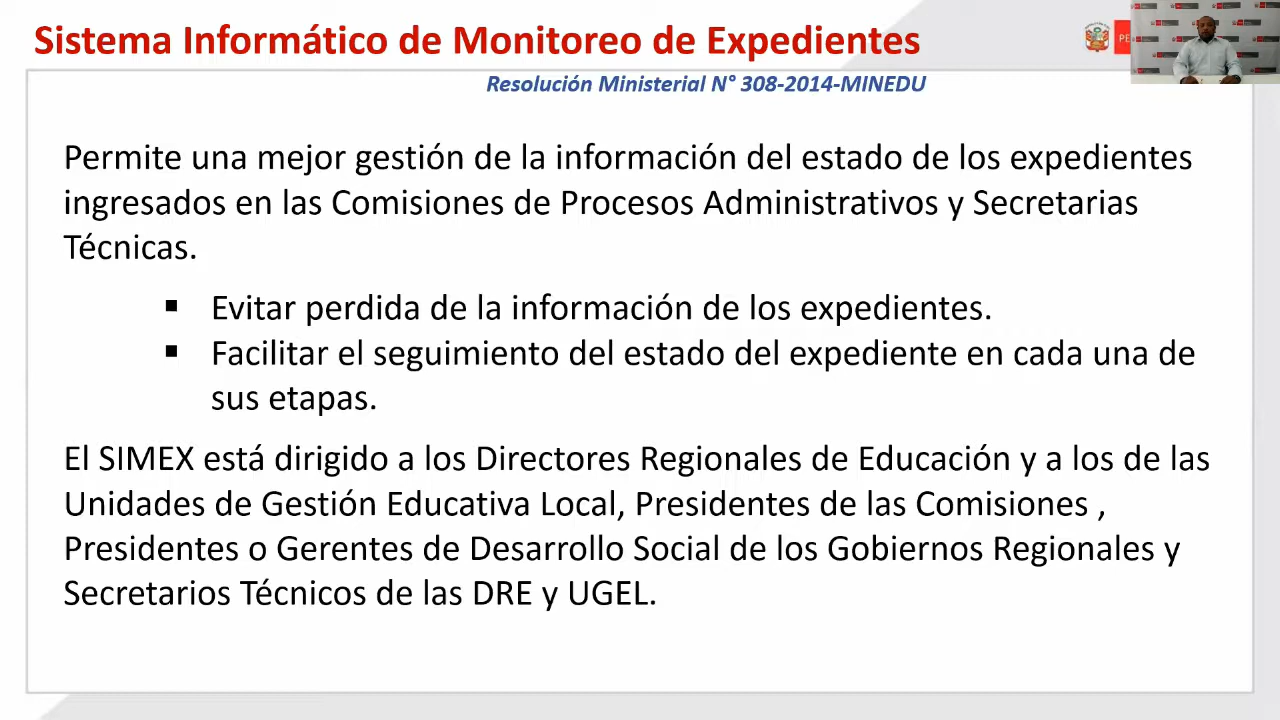 Sistema Informático de Monitoreo de Expedientes
Resolución Ministerial N° 308-2014-MINEDU
Permite una mejor gestión de la información del estado de los expedientes
ingresados en las Comisiones de Procesos Administrativos y Secretarias
Técnicas.
▪ Evitar perdida de la información de los expedientes.
▪ Facilitar el seguimiento del estado del expediente en cada una de
sus etapas.
El SIMEX está dirigido a los Directores Regionales de Educación y a los de las
Unidades de Gestión Educativa Local, Presidentes de las Comisiones ,
Presidentes o Gerentes de Desarrollo Social de los Gobiernos Regionales y
Secretarios Técnicos de las DRE y UGEL.